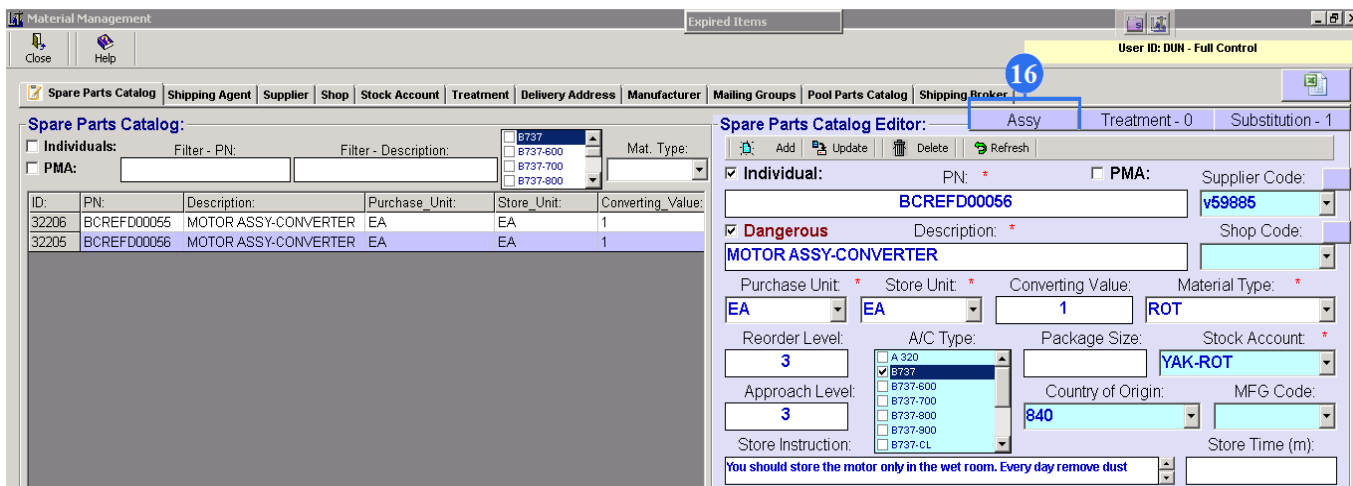 Material Management
Expired Items
Close
Help
User ID: DUN - Full Control
16
Spare Parts Catalog Shipping Agent Supplier Shop Stock Account Treatment Delivery Address Manufacturer Mailing Groups Pool Parts Catalog Shipping Broker
Spare Parts Catalog:
Individuals:
Filter - PN:
Filter - Description:
Mat. Type:
PMA:
B737
B737-600
B737-700
B737-800
ID: PN: Description: Purchase_Unit: Store_Unit: Converting_Value:
32206 BCREFD00055 MOTOR ASSY-CONVERTER EA EA 1
32205 BCREFD00056 MOTOR ASSY-CONVERTER EA EA 1
Spare Parts Catalog Editor:
Assy
Treatment - 0
Substitution - 1
Add Update Delete Refresh
Individual: PN: * PMA: Supplier Code:
BCREFD00056 v59885
Dangerous Description: * Shop Code:
MOTOR ASSY-CONVERTER
Purchase Unit: * Store Unit: * Converting Value: Material Type: *
EA EA 1 ROT
Reorder Level: A/C Type: Package Size: Stock Account: *
3 YAK-ROT
A 320
B737
B737-600
B737-700
B737-800
B737-900
B737-CL
Approach Level: Country of Origin: MFG Code:
3 840
Store Instruction: Store Time (m):
You should store the motor only in the wet room. Every day remove dust